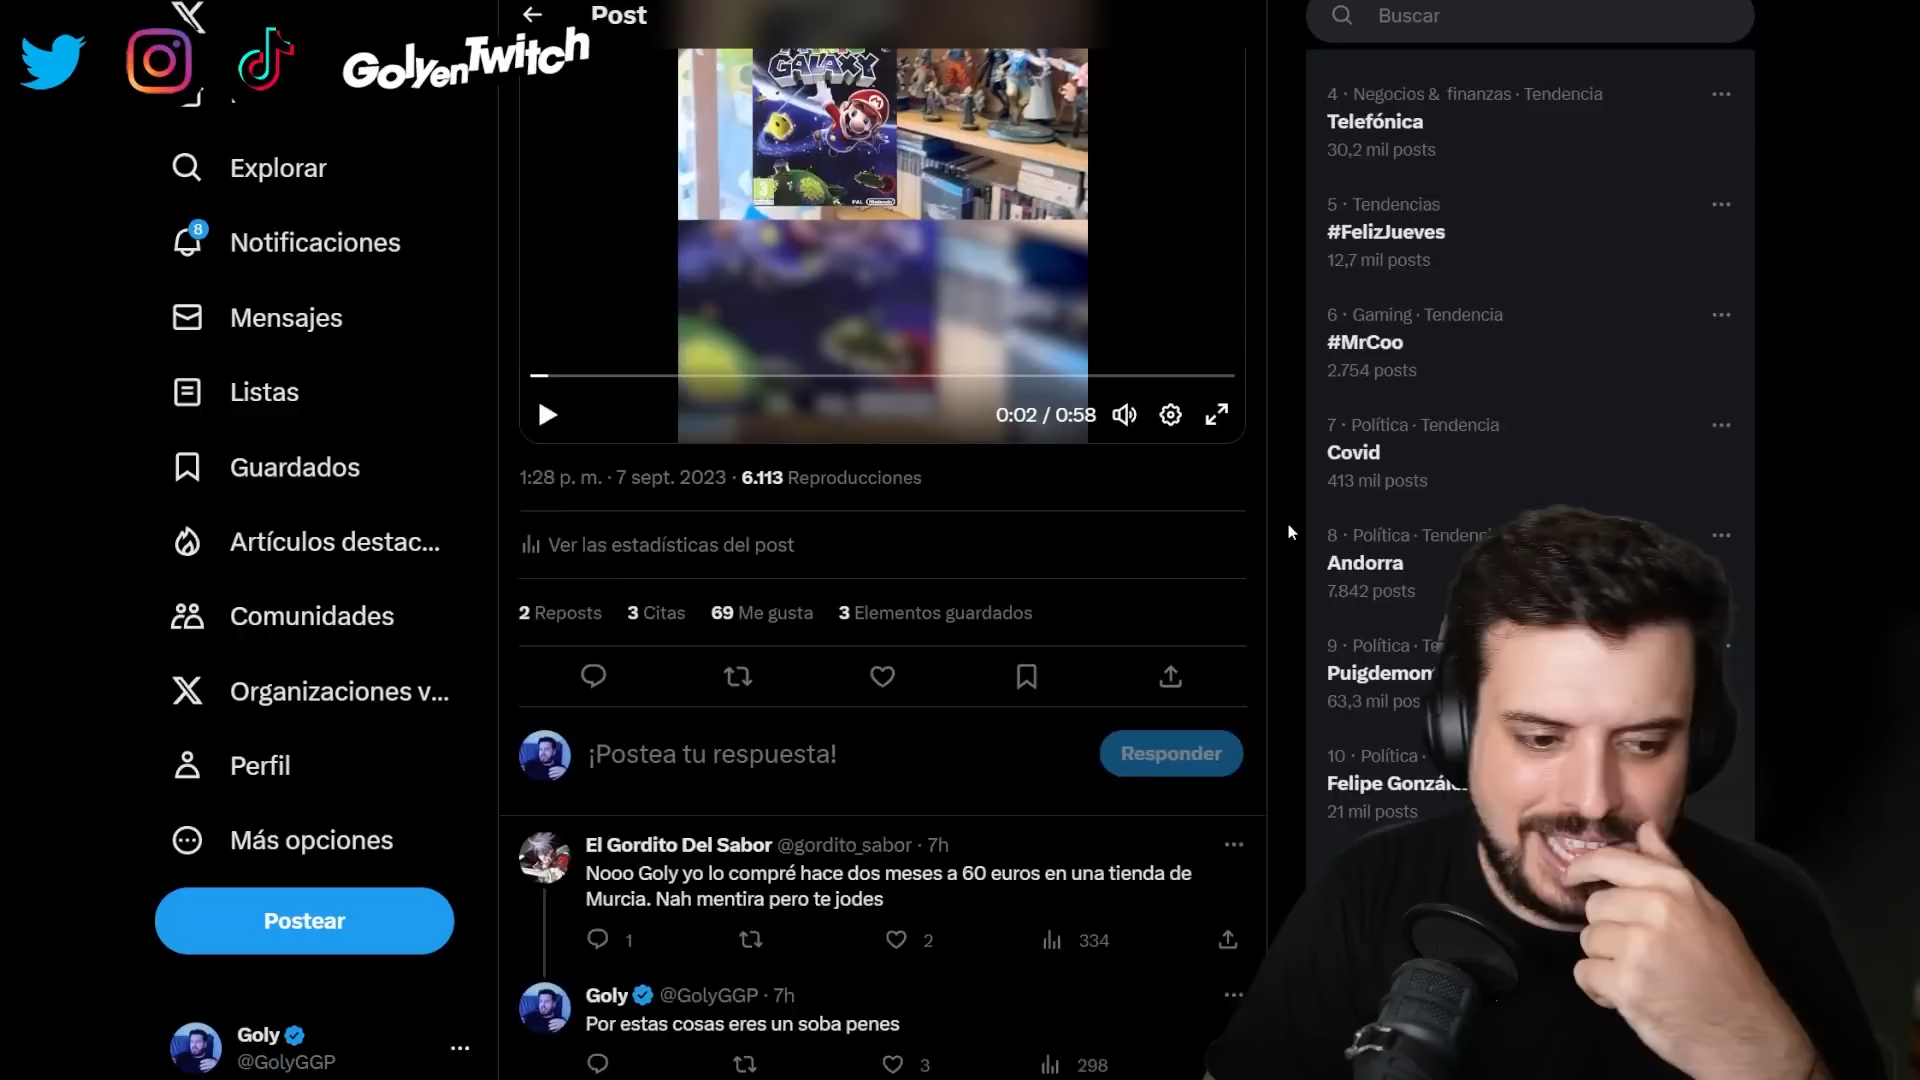 GolyenTwitch
Explorar
8
Notificaciones
Mensajes
Listas
Guardados
Artículos destac...
Comunidades
Organizaciones v...
Perfil
Más opciones
Postear
Goly
@GolyGGP
Post
GALAXY
3
PAL
Nintendo
0:02 / 0:58
1:28 p. m. · 7 sept. 2023 · 6.113 Reproducciones
Ver las estadísticas del post
2 Reposts 3 Citas 69 Me gusta 3 Elementos guardados
¡Postea tu respuesta!
Responder
El Gordito Del Sabor @gordito_sabor · 7h
Nooo Goly yo lo compré hace dos meses a 60 euros en una tienda de
Murcia. Nah mentira pero te jodes
1 2 334
Goly @GolyGGP · 7h
Por estas cosas eres un soba penes
3 298
Buscar
4 · Negocios & finanzas · Tendencia
Telefónica
30,2 mil posts
5 · Tendencias
#FelizJueves
12,7 mil posts
6 · Gaming · Tendencia
#MrCoo
2.754 posts
7 · Política · Tendencia
Covid
413 mil posts
8 · Política · Tendenci
Andorra
7.842 posts
9 · Política · Te
Puigdemon
63,3 mil pos
10 · Política ·
Felipe Gonzál
21 mil posts